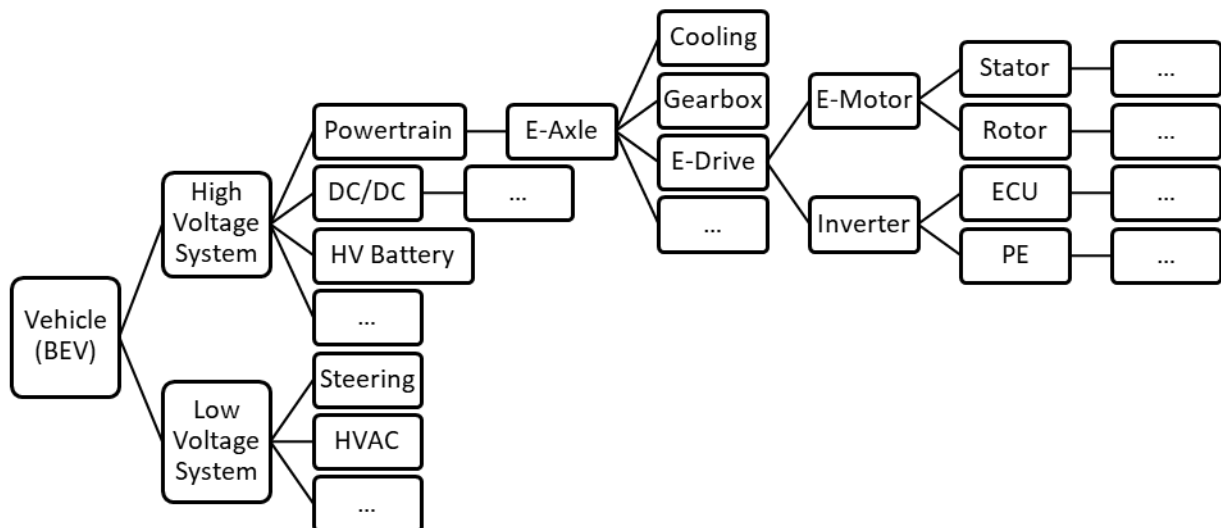 Vehicle
(BEV)
High
Voltage
System
Powertrain
E-Axle
Cooling
Gearbox
E-Drive
E-Motor
Stator
...
Rotor
...
Inverter
ECU
...
PE
...
...
DC/DC
...
HV Battery
...
Low
Voltage
System
Steering
HVAC
...